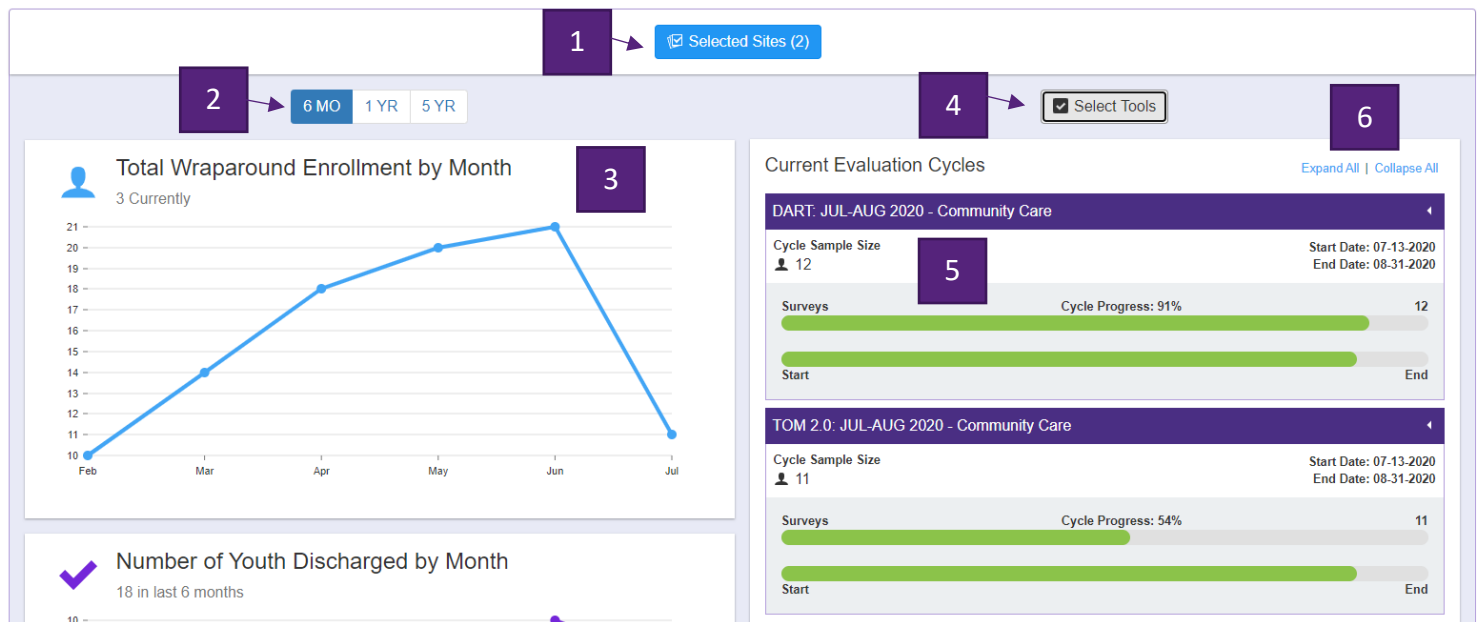 1
Selected Sites (2)
2
6 MO 1 YR 5 YR
4
Select Tools
6
Total Wraparound Enrollment by Month
3 Currently
3
21
20
19
18
17
16
15
14
13
12
11
10
Feb Mar Apr May Jun Jul
Number of Youth Discharged by Month
18 in last 6 months
10
Current Evaluation Cycles
Expand All | Collapse All
DART: JUL-AUG 2020 - Community Care
Cycle Sample Size
12
5
Start Date: 07-13-2020
End Date: 08-31-2020
Surveys Cycle Progress: 91% 12
Start End
TOM 2.0: JUL-AUG 2020 - Community Care
Cycle Sample Size
11
Start Date: 07-13-2020
End Date: 08-31-2020
Surveys Cycle Progress: 54% 11
Start End